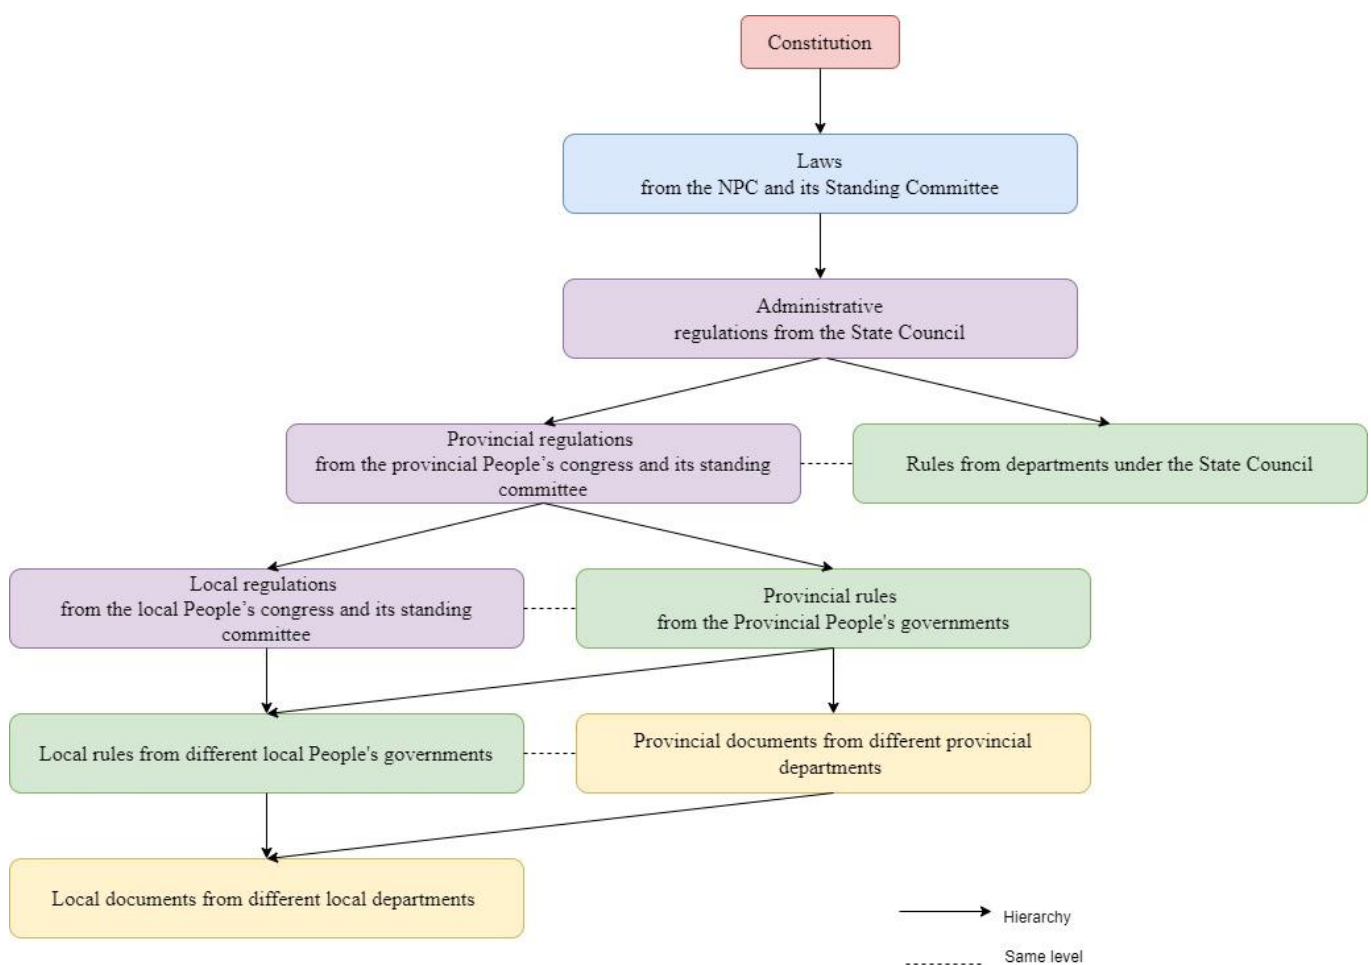 Constitution
Laws
from the NPC and its Standing Committee
Administrative
regulations from the State Council
Provincial regulations
from the provincial People’s congress and its standing
committee
Rules from departments under the State Council
Local regulations
from the local People’s congress and its standing
committee
Provincial rules
from the Provincial People's governments
Local rules from different local People's governments
Provincial documents from different provincial
departments
Local documents from different local departments
Hierarchy
Same level